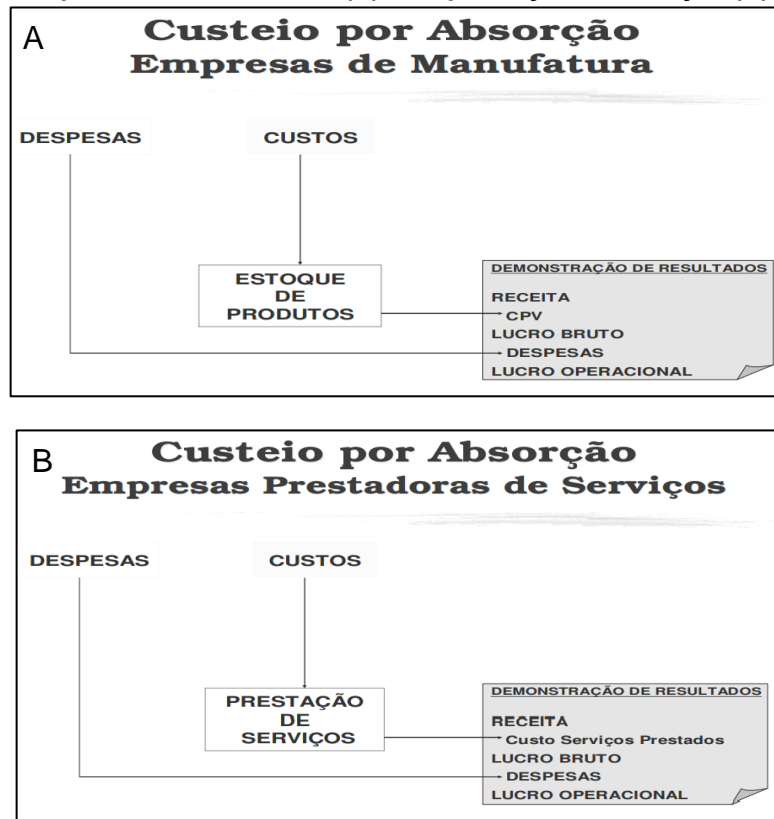 A
Custeio por Absorção
Empresas de Manufatura
DESPESAS
CUSTOS
ESTOQUE
DE
PRODUTOS
DEMONSTRAÇÃO DE RESULTADOS
RECEITA
CPV
LUCRO BRUTO
DESPESAS
LUCRO OPERACIONAL
B
Custeio por Absorção
Empresas Prestadoras de Serviços
DESPESAS
CUSTOS
PRESTAÇÃO
DE
SERVIÇOS
DEMONSTRAÇÃO DE RESULTADOS
RECEITA
Custo Serviços Prestados
LUCRO BRUTO
DESPESAS
LUCRO OPERACIONAL